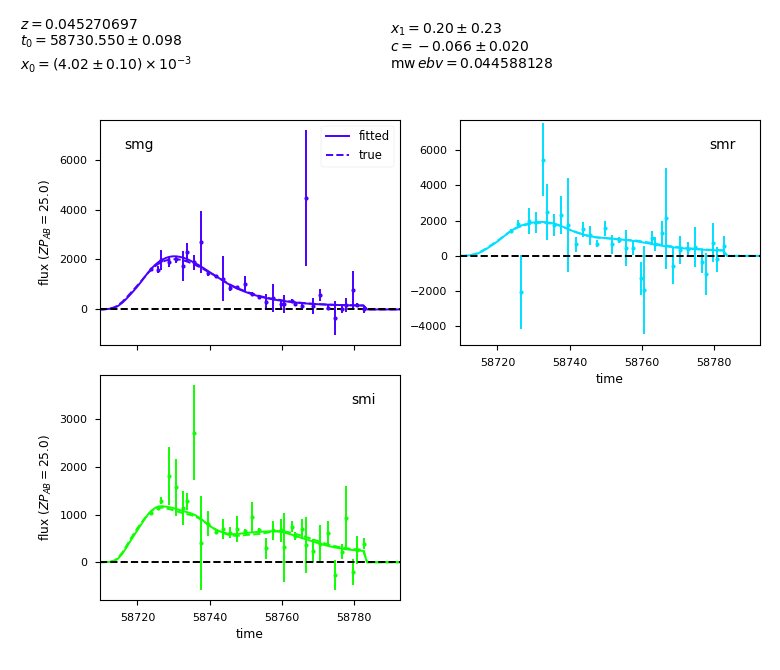 z = 0.045270697
t₀ = 58730.550 ± 0.098
x₀ = (4.02 ± 0.10) × 10⁻³
x₁ = 0.20 ± 0.23
c = −0.066 ± 0.020
mw ebv = 0.044588128
smg
fitted
true
6000
4000
2000
0
flux (ZP_AB = 25.0)
smr
6000
4000
2000
0
−2000
−4000
58720 58740 58760 58780
time
smi
3000
2000
1000
0
flux (ZP_AB = 25.0)
58720 58740 58760 58780
time